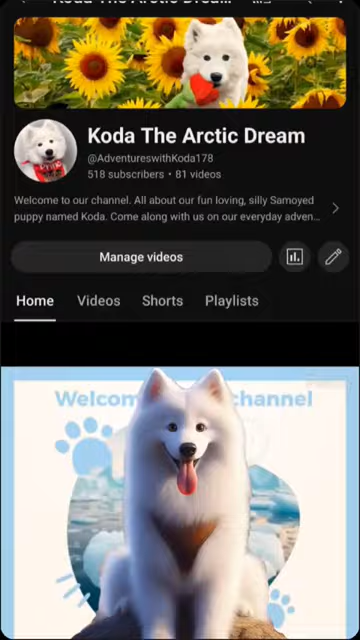 Koda The Arctic Dream
@AdventureswithKoda178
518 subscribers • 81 videos
Welcome to our channel. All about our fun loving, silly Samoyed
puppy named Koda. Come along with us on our everyday adven...
Manage videos
Home Videos Shorts Playlists
Welcom channel